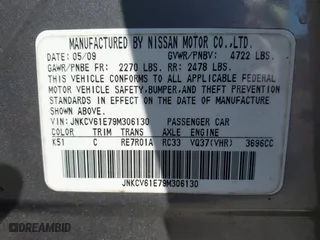 MANUFACTURED BY NISSAN MOTOR CO.,LTD.
DATE: 05/09 GVWR/PNBV: 4722 LBS.
GAWR/PNBE FR: 2270 LBS. RR: 2478 LBS.
THIS VEHICLE CONFORMS TO ALL APPLICABLE FEDERAL
MOTOR VEHICLE SAFETY,BUMPER,AND THEFT PREVENTION
STANDARDS IN EFFECT ON THE DATE OF MANUFACTURE
SHOWN ABOVE.
VIN: JNKCV61E79M306130 PASSENGER CAR
COLOR TRIM TRANS AXLE ENGINE
K51 C RE7R01A RC33 VQ37(VHR) 3696CC
JNKCV61E79M306130